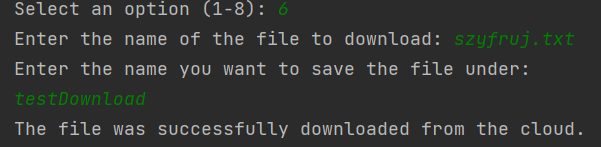 Select an option (1-8): 6
Enter the name of the file to download: szyfruj.txt
Enter the name you want to save the file under:
testDownload
The file was successfully downloaded from the cloud.